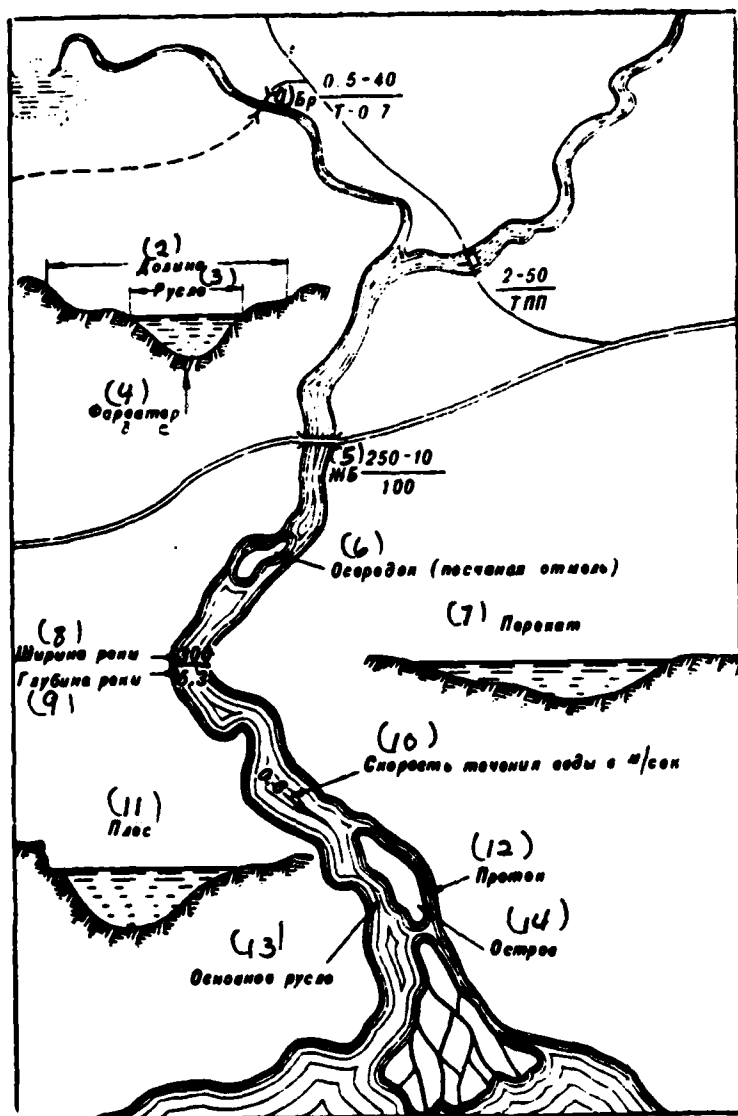 (1) Бр 0.5-40
Т-0.7
(2)
Долина
Русло (3)
2-50
ТПП
(4)
Фарватер
(5) 250-10
ЖБ 100
(6)
Осередок (песчаная отмель)
(7) Перекат
(8)
Ширина реки
Глубина реки
(9)
(10)
Скорость течения воды в м/сек
(11)
Плес
(12)
Проток
(14)
Остров
(13)
Основное русло